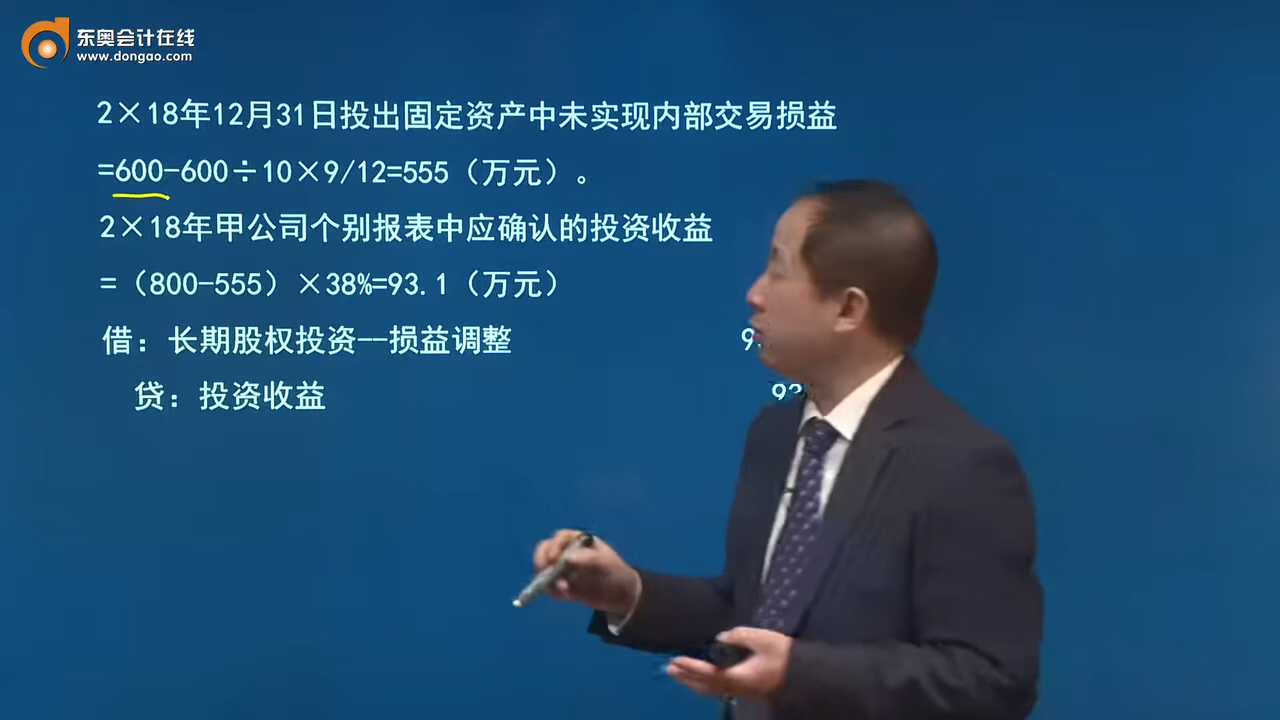 东奥会计在线
www.dongao.com
2×18年12月31日投出固定资产中未实现内部交易损益
=600-600÷10×9/12=555（万元）。
2×18年甲公司个别报表中应确认的投资收益
=（800-555）×38%=93.1（万元）
借：长期股权投资--损益调整
贷：投资收益